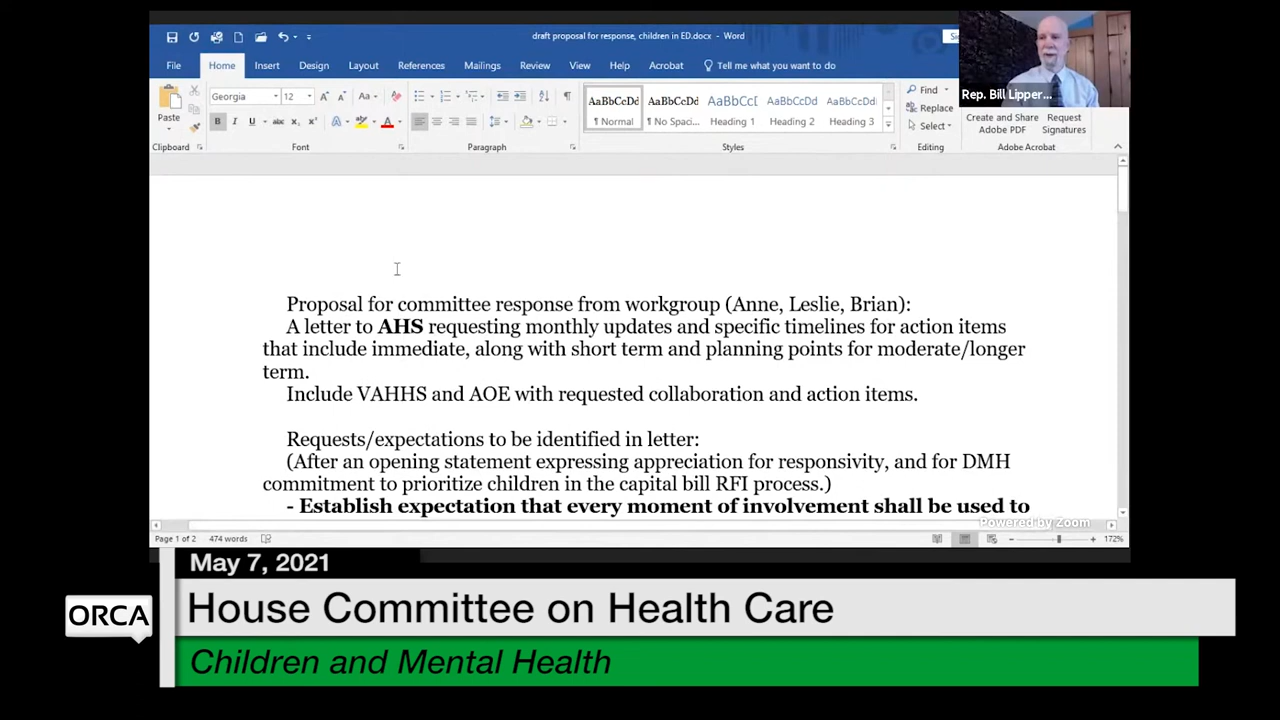 draft proposal for response, children in ED.docx - Word
File Home Insert Design Layout References Mailings Review View Help Acrobat Tell me what you want to do
Rep. Bill Lipper...
Paste
Georgia 12
Aa
B I U abc x₂ x² A A
AaBbCcDd AaBbCcDd AaBbC AaBbCcD AaBbCcD
¶ Normal ¶ No Spaci... Heading 1 Heading 2 Heading 3
Find
Replace
Select
Create and Share Adobe PDF
Request Signatures
Clipboard Font Paragraph Styles Editing Adobe Acrobat
Proposal for committee response from workgroup (Anne, Leslie, Brian):
A letter to AHS requesting monthly updates and specific timelines for action items
that include immediate, along with short term and planning points for moderate/longer
term.
Include VAHHS and AOE with requested collaboration and action items.
Requests/expectations to be identified in letter:
(After an opening statement expressing appreciation for responsivity, and for DMH
commitment to prioritize children in the capital bill RFI process.)
- Establish expectation that every moment of involvement shall be used to
Powered by Zoom
Page 1 of 2 474 words 172%
May 7, 2021
ORCA
House Committee on Health Care
Children and Mental Health